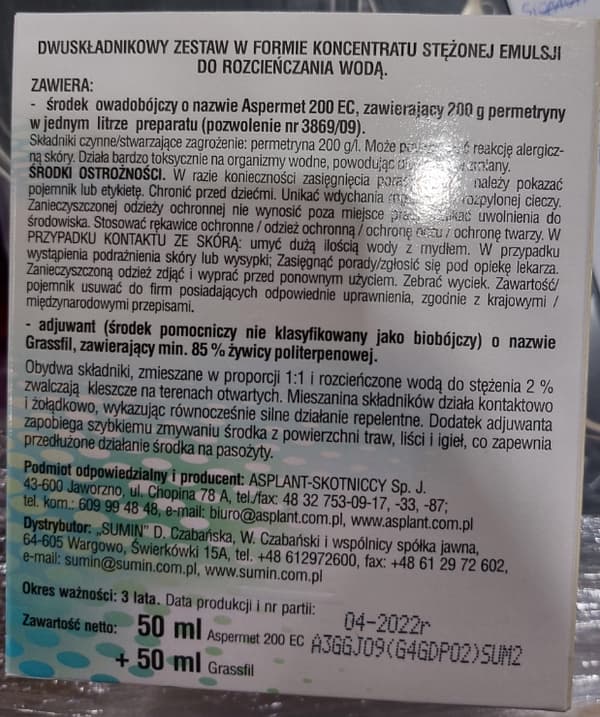 DWUSKŁADNIKOWY ZESTAW W FORMIE KONCENTRATU STĘŻONEJ EMULSJI
DO ROZCIEŃCZANIA WODĄ.
ZAWIERA:
- środek owadobójczy o nazwie Aspermet 200 EC, zawierający 200 g permetryny
w jednym litrze preparatu (pozwolenie nr 3869/09).
Składniki czynne/stwarzające zagrożenie: permetryna 200 g/l. Może reakcję alergicz-
ną skóry. Działa bardzo toksycznie na organizmy wodne, powodując
ŚRODKI OSTROŻNOŚCI. W razie konieczności zasięgnięcia należy pokazać
pojemnik lub etykietę. Chronić przed dziećmi. Unikać wdychania rozpylonej cieczy.
Zanieczyszczonej odzieży ochronnej nie wynosić poza miejsce uwolnienia do
środowiska. Stosować rękawice ochronne / odzież ochronną / ochronę oczu / ochronę twarzy. W
PRZYPADKU KONTAKTU ZE SKÓRĄ: umyć dużą ilością wody z mydłem. W przypadku
wystąpienia podrażnienia skóry lub wysypki; Zasięgnąć porady/zgłosić się pod opiekę lekarza.
Zanieczyszczoną odzież zdjąć i wyprać przed ponownym użyciem. Zebrać wyciek. Zawartość/
pojemnik usuwać do firm posiadających odpowiednie uprawnienia, zgodnie z krajowymi /
międzynarodowymi przepisami.
- adjuwant (środek pomocniczy nie klasyfikowany jako biobójczy) o nazwie
Grassfil, zawierający min. 85 % żywicy politerpenowej.
Obydwa składniki, zmieszane w proporcji 1:1 i rozcieńczone wodą do stężenia 2 %
zwalczają kleszcze na terenach otwartych. Mieszanina składników działa kontaktowo
i żołądkowo, wykazując równocześnie silne działanie repelentne. Dodatek adjuwanta
zapobiega szybkiemu zmywaniu środka z powierzchni traw, liści i igieł, co zapewnia
przedłużone działanie środka na pasożyty.
Podmiot odpowiedzialny i producent: ASPLANT-SKOTNICCY Sp. J.
43-600 Jaworzno, ul. Chopina 78 A, tel./fax: 48 32 753-09-17, -33, -87;
tel. kom.: 609 99 48 48, e-mail: biuro@asplant.com.pl, www.asplant.com.pl
Dystrybutor: „SUMIN" D. Czabańska, W. Czabański i wspólnicy spółka jawna,
64-605 Wargowo, Świerkówki 15A, tel. +48 612972600, fax: +48 61 29 72 602,
e-mail: sumin@sumin.com.pl, www.sumin.com.pl
Okres ważności: 3 lata. Data produkcji i nr partii:
04-2022r
Zawartość netto: 50 ml Aspermet 200 EC A3GGJ09(G4GDP02)SUM2
+ 50 ml Grassfil